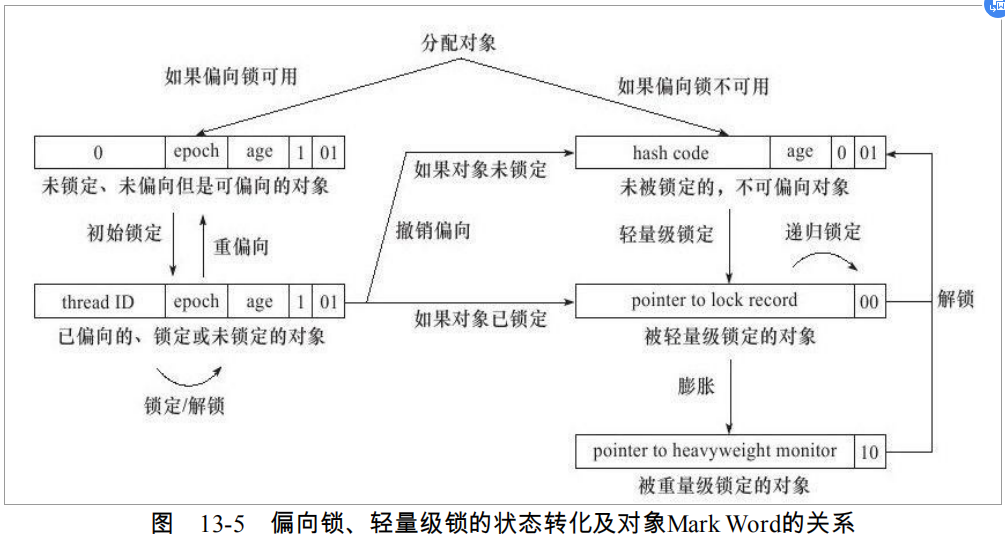 分配对象
如果偏向锁可用
如果偏向锁不可用
0 epoch age 1 01
hash code age 0 01
未锁定、未偏向但是可偏向的对象
如果对象未锁定
未被锁定的，不可偏向对象
初始锁定
重偏向
撤销偏向
轻量级锁定
递归锁定
thread ID epoch age 1 01
pointer to lock record 00
解锁
已偏向的、锁定或未锁定的对象
如果对象已锁定
被轻量级锁定的对象
锁定/解锁
膨胀
pointer to heavyweight monitor 10
被重量级锁定的对象
图 13-5 偏向锁、轻量级锁的状态转化及对象Mark Word的关系